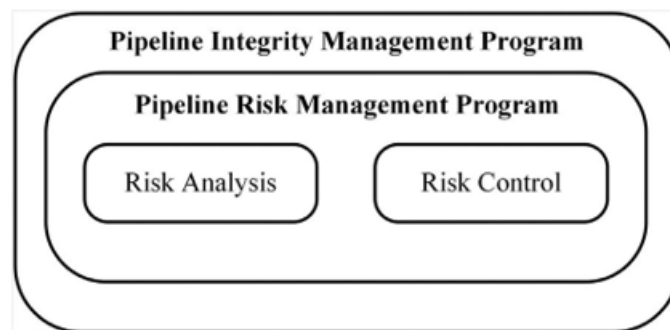 Pipeline Integrity Management Program
Pipeline Risk Management Program
Risk Analysis
Risk Control